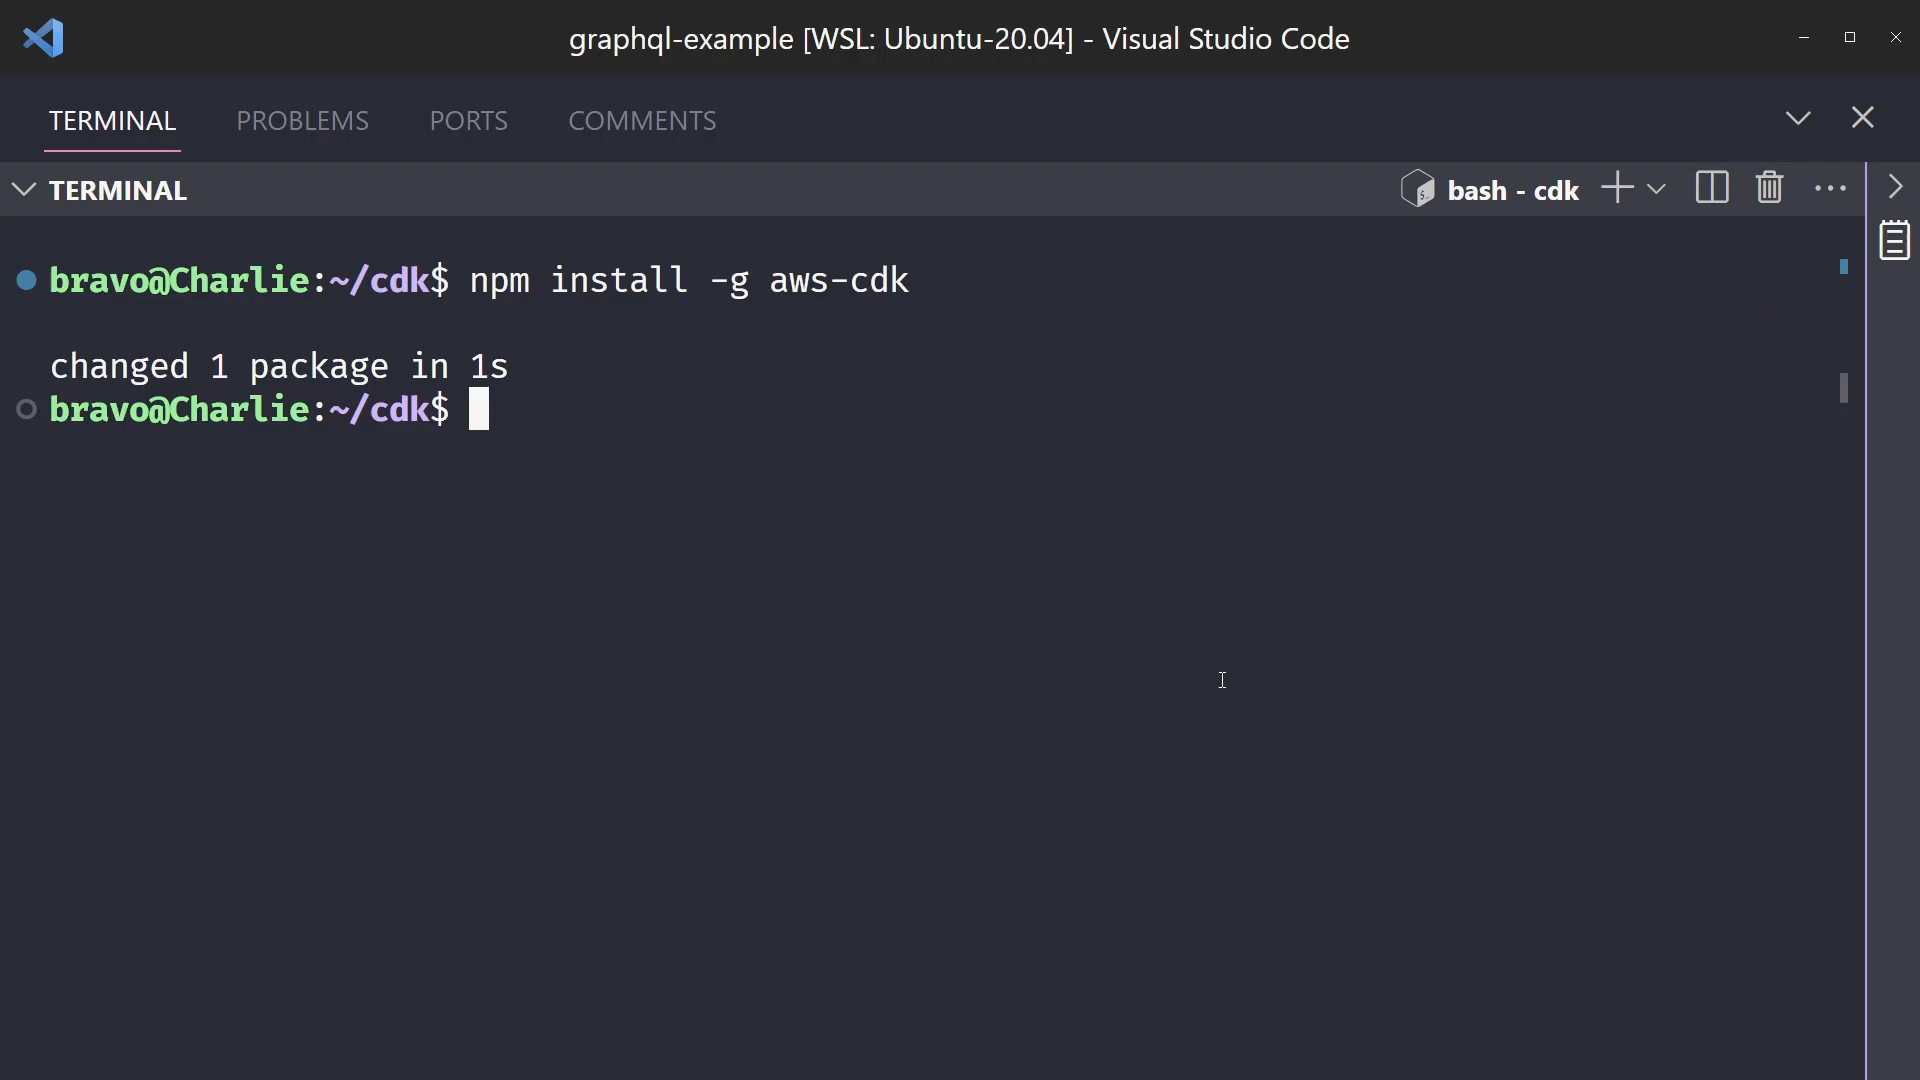 graphql-example [WSL: Ubuntu-20.04] - Visual Studio Code
TERMINAL PROBLEMS PORTS COMMENTS
TERMINAL bash - cdk
bravo@Charlie:~/cdk$ npm install -g aws-cdk
changed 1 package in 1s
bravo@Charlie:~/cdk$